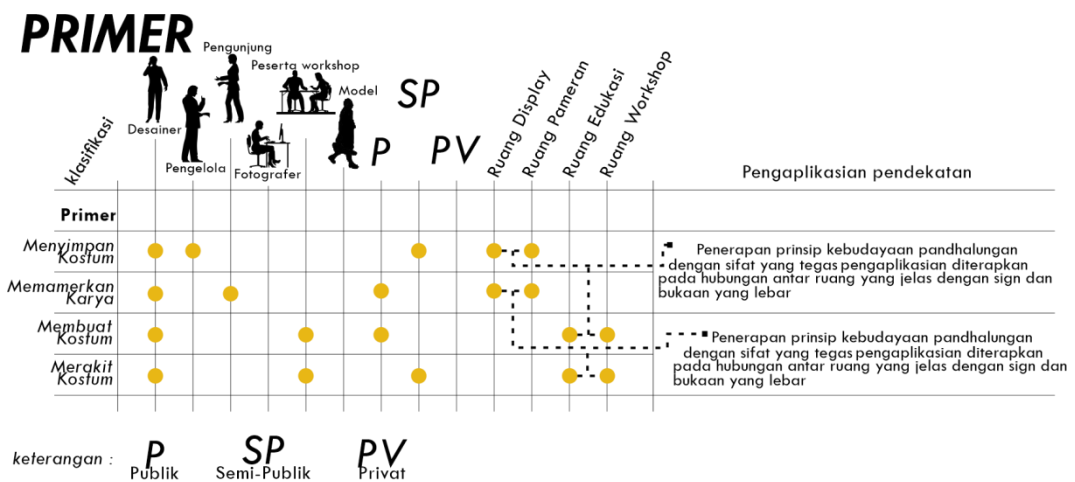 PRIMER
Pengunjung
Peserta workshop
Model
Desainer
Pengelola
Fotografer
klasifikasi
P
SP
PV
Ruang Display
Ruang Pameran
Ruang Edukasi
Ruang Workshop
Pengaplikasian pendekatan
Primer
Menyimpan
Kostum
Memamerkan
Karya
Membuat
Kostum
Merakit
Kostum
Penerapan prinsip kebudayaan pandhalungan
dengan sifat yang tegas pengaplikasian diterapkan
pada hubungan antar ruang yang jelas dengan sign dan
bukaan yang lebar
Penerapan prinsip kebudayaan pandhalungan
dengan sifat yang tegas pengaplikasian diterapkan
pada hubungan antar ruang yang jelas dengan sign dan
bukaan yang lebar
keterangan :
P
Publik
SP
Semi-Publik
PV
Privat